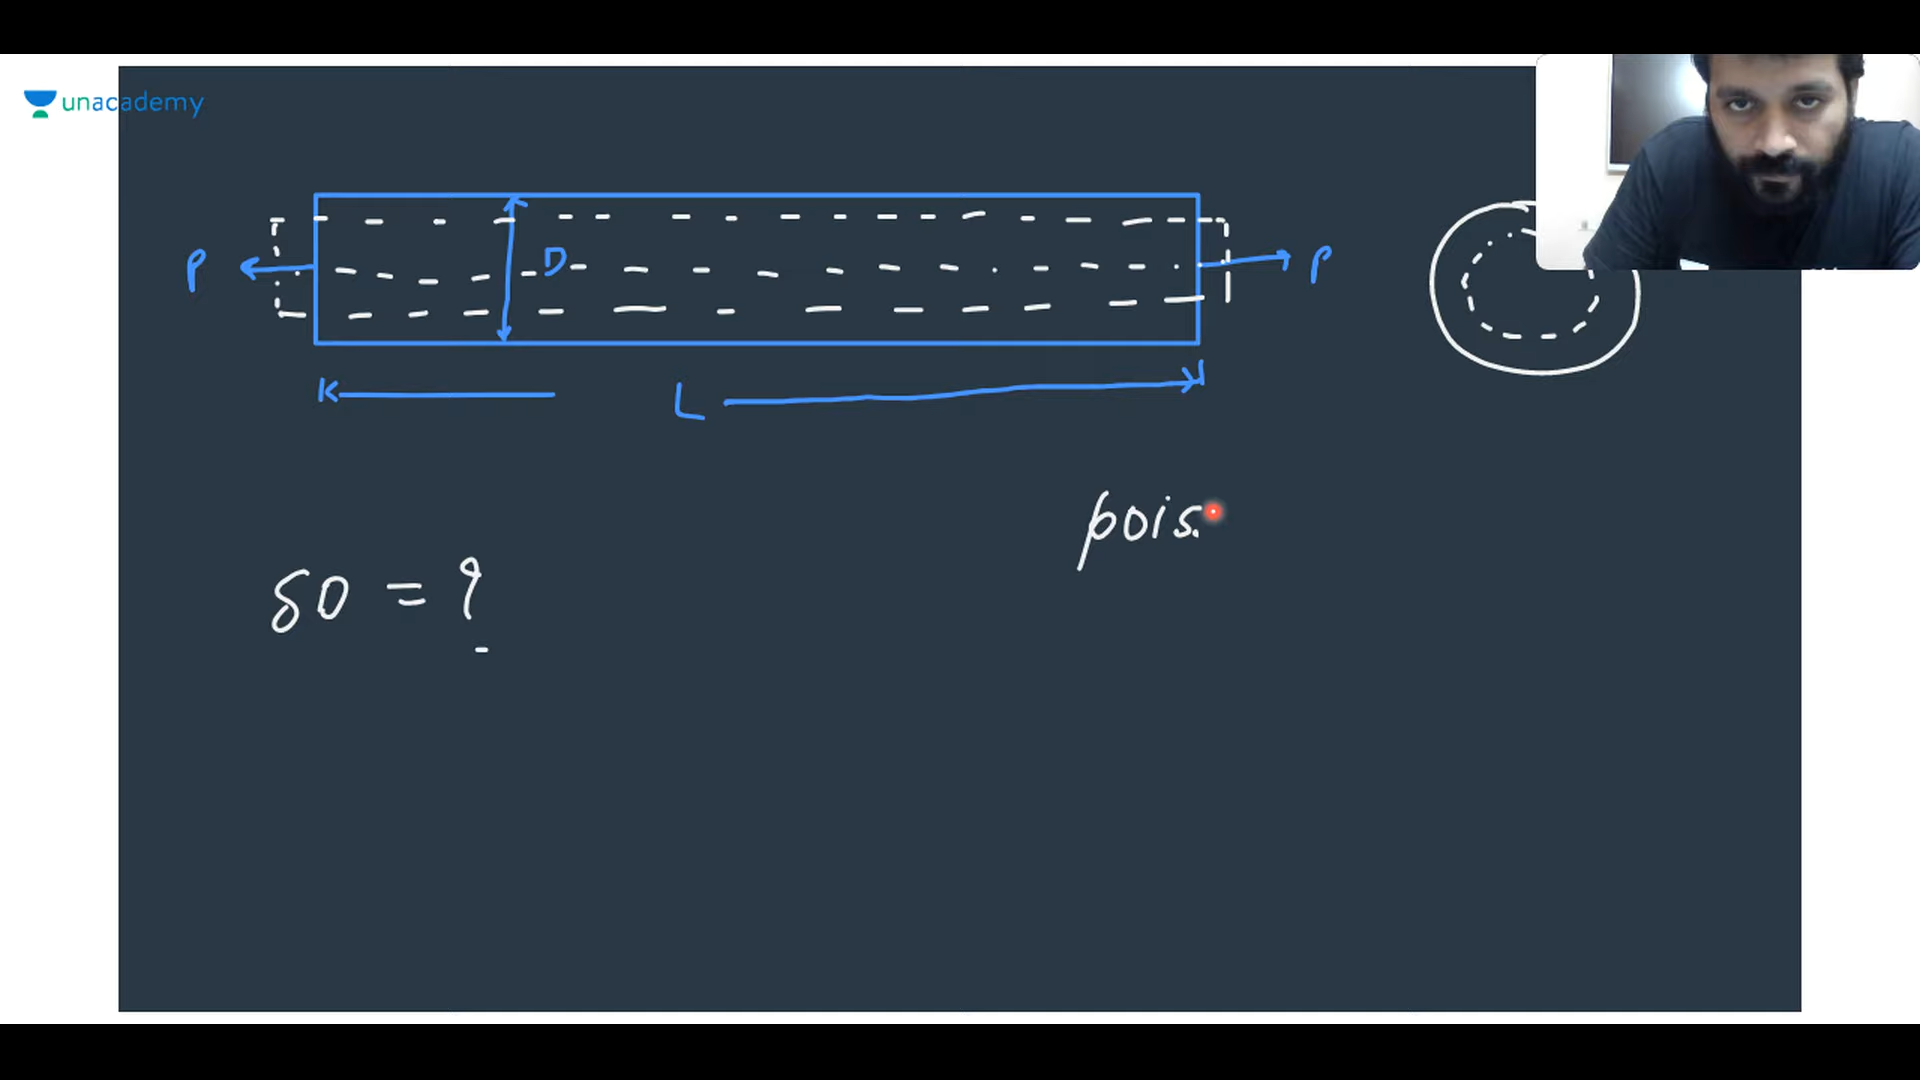 unacademy
P D P
L
pois
δD = ?